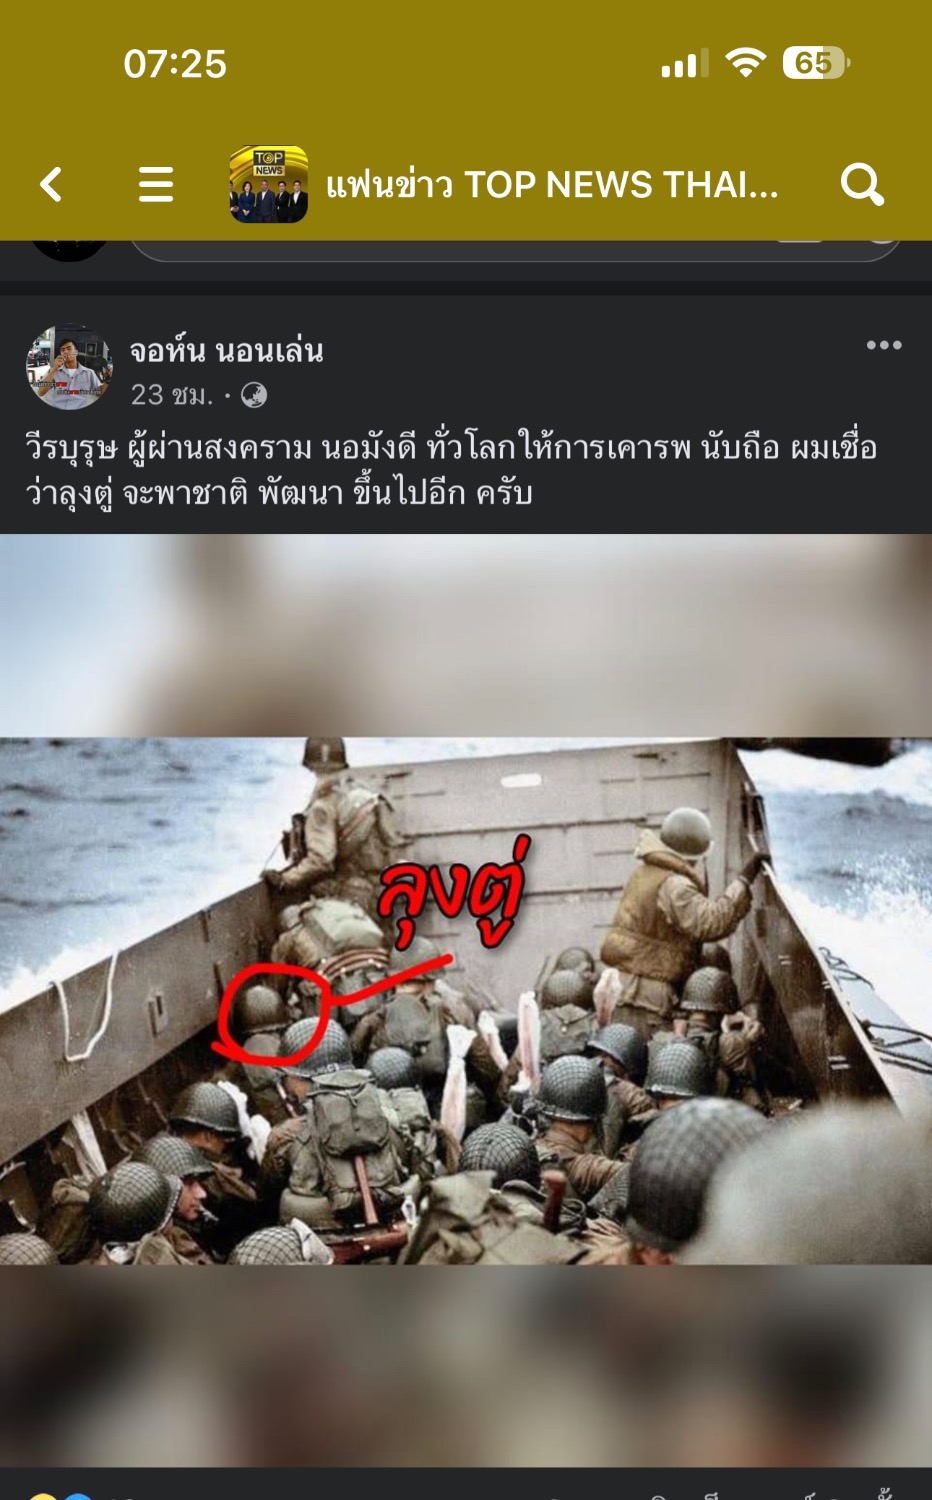 07:25
65
TOP
NEWS
แฟนข่าว TOP NEWS THAI...
จอห์น นอนเล่น
23 ชม. ·
วีรบุรุษ ผู้ผ่านสงคราม นอมังดี ทั่วโลกให้การเคารพ นับถือ ผมเชื่อ
ว่าลุงตู่ จะพาชาติ พัฒนา ขึ้นไปอีก ครับ
ลุงตู่